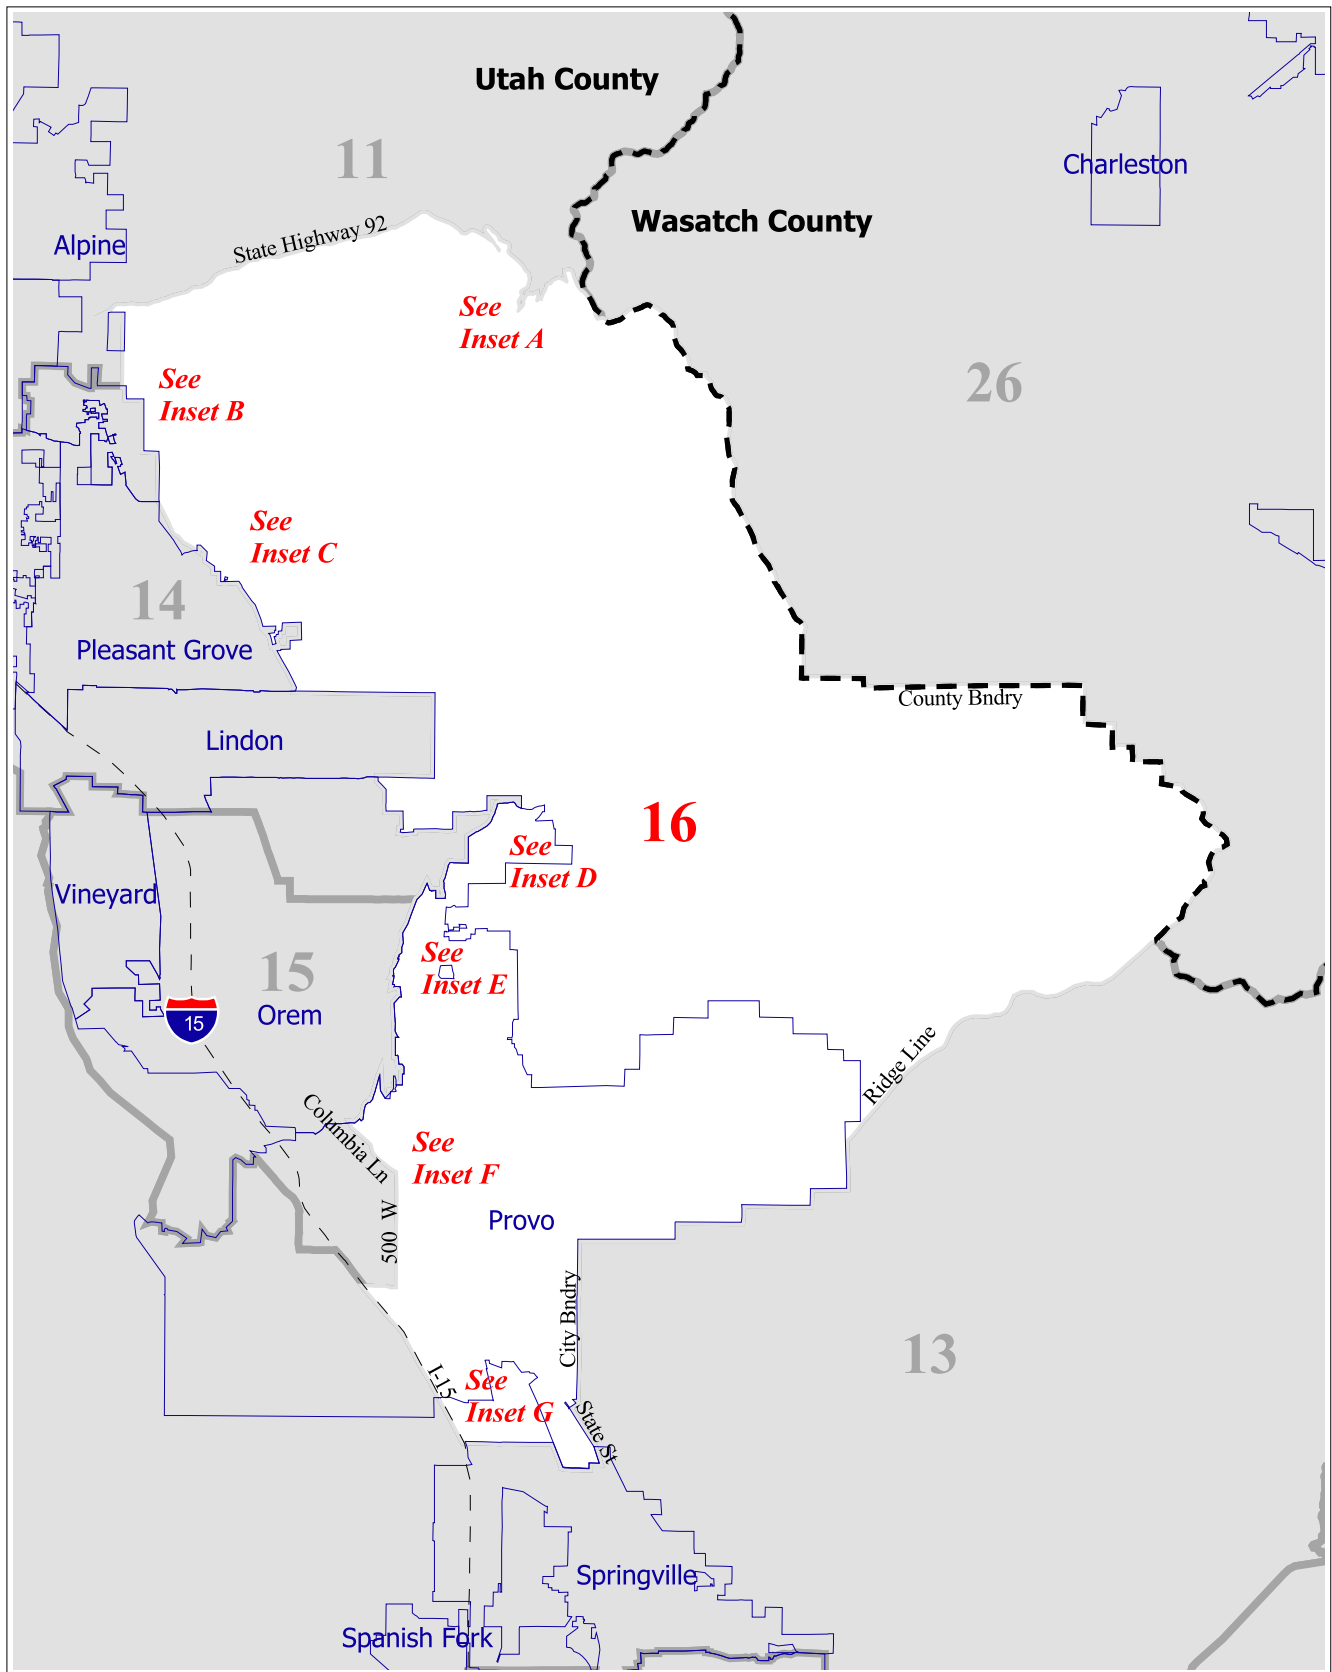 Utah County
11
Charleston
Wasatch County
State Highway 92
Alpine
See
Inset A
See
Inset B
26
See
Inset C
14
Pleasant Grove
County Bndry
Lindon
16
See
Inset D
Vineyard
See
Inset E
15
Orem
15
Ridge Line
Columbia Ln
See
Inset F
500 W
Provo
City Bndry
13
I-15
See
Inset G
State St
Springville
Spanish Fork